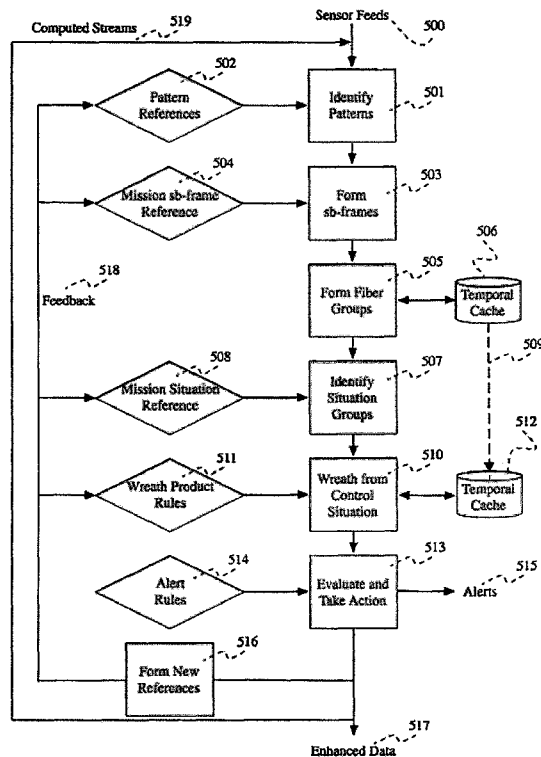 Computed Streams
519
Sensor Feeds
500
502
Pattern
References
Identify
Patterns
501
504
Mission sb-frame
Reference
Form
sb-frames
503
506
518
Feedback
505
Form Fiber
Groups
Temporal
Cache
509
508
Mission Situation
Reference
Identify
Situation
Groups
507
512
511
Wreath Product
Rules
Wreath from
Control
Situation
510
Temporal
Cache
514
Alert
Rules
Evaluate and
Take Action
513
515
Alerts
516
Form New
References
517
Enhanced Data